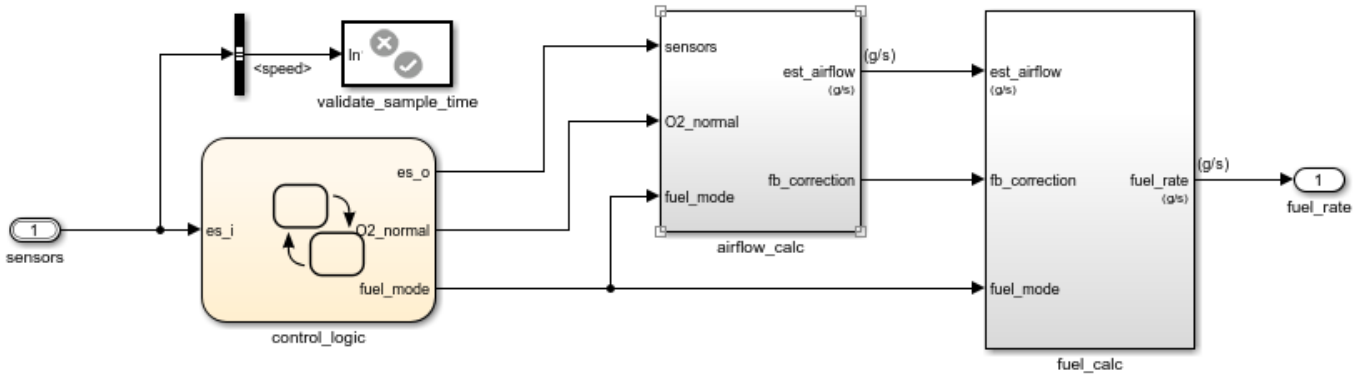 <speed>
In
validate_sample_time
1
sensors
es_i
es_o
O2_normal
fuel_mode
control_logic
sensors
O2_normal
fuel_mode
est_airflow
(g/s)
fb_correction
airflow_calc
(g/s)
est_airflow
(g/s)
fb_correction
fuel_mode
fuel_rate
(g/s)
fuel_calc
(g/s)
1
fuel_rate